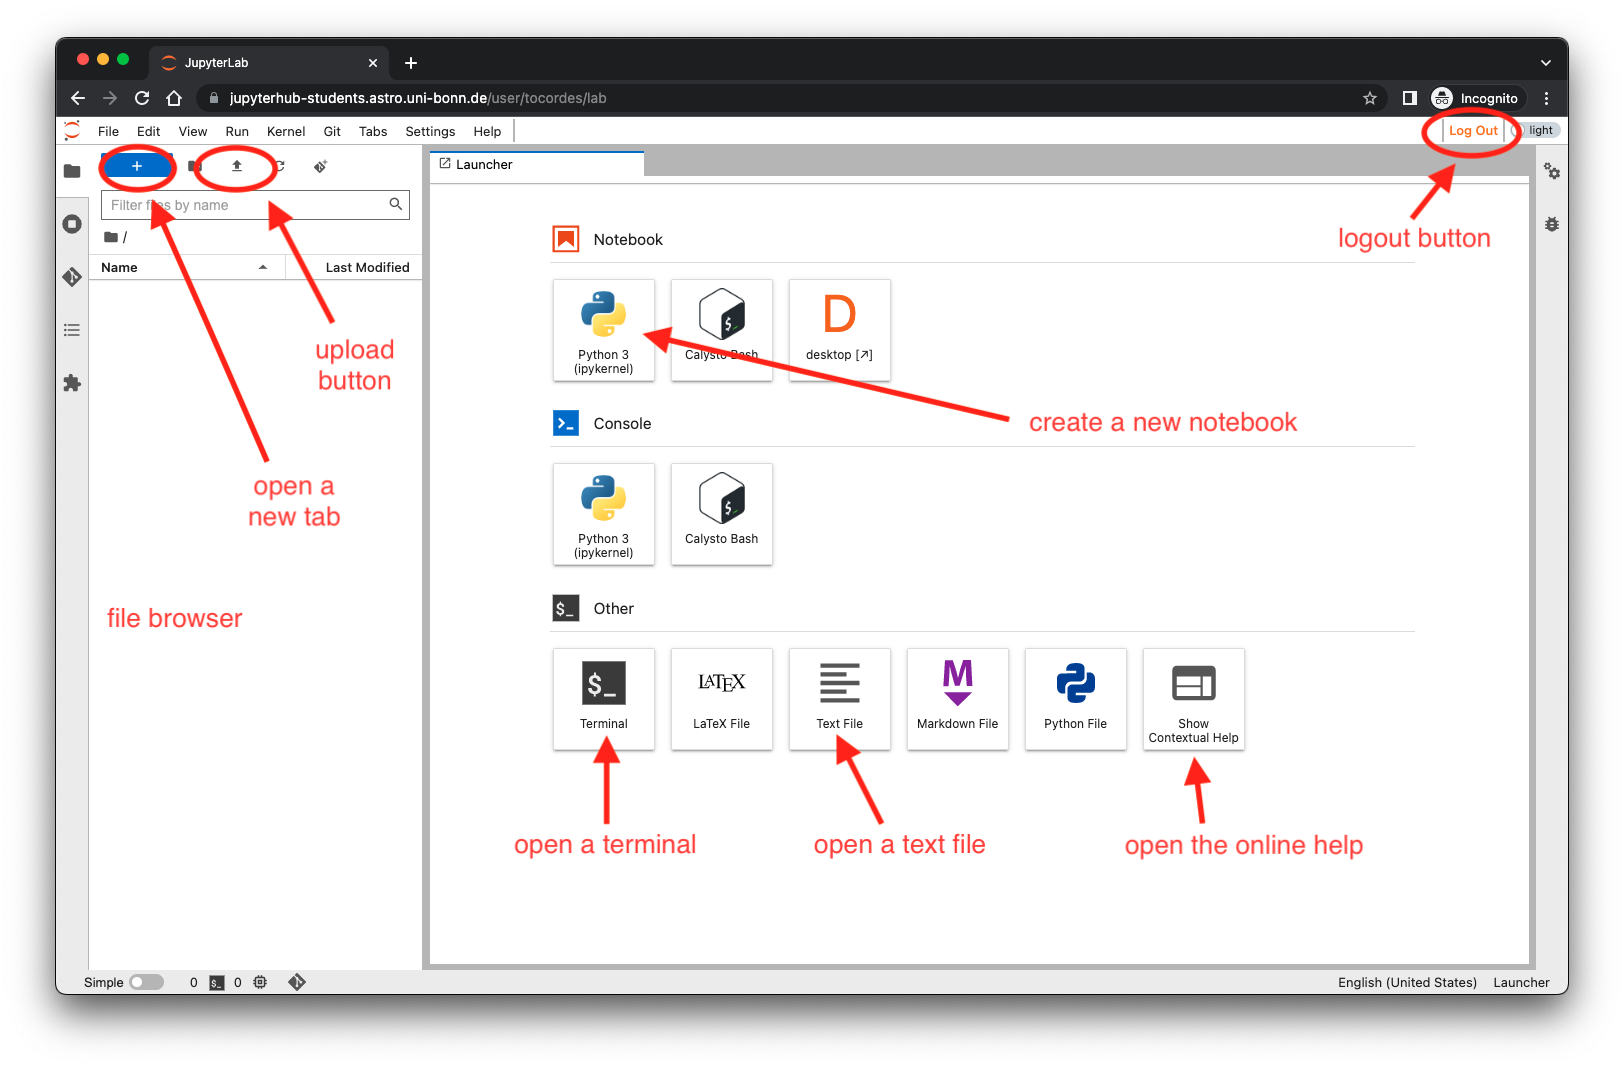 JupyterLab
jupyterhub-students.astro.uni-bonn.de/user/tocordes/lab
Incognito
File Edit View Run Kernel Git Tabs Settings Help
Log Out
light
Launcher
Filter files by name
/
Name
Last Modified
logout button
upload
button
open a
new tab
file browser
Notebook
Python 3
(ipykernel)
Calysto Bash
D
desktop [↗]
create a new notebook
Console
Python 3
(ipykernel)
$_
Calysto Bash
$_ Other
$_
Terminal
LATEX
LaTeX File
Text File
M
Markdown File
Python File
Show
Contextual Help
open a terminal
open a text file
open the online help
Simple 0 $_ 0
English (United States) Launcher